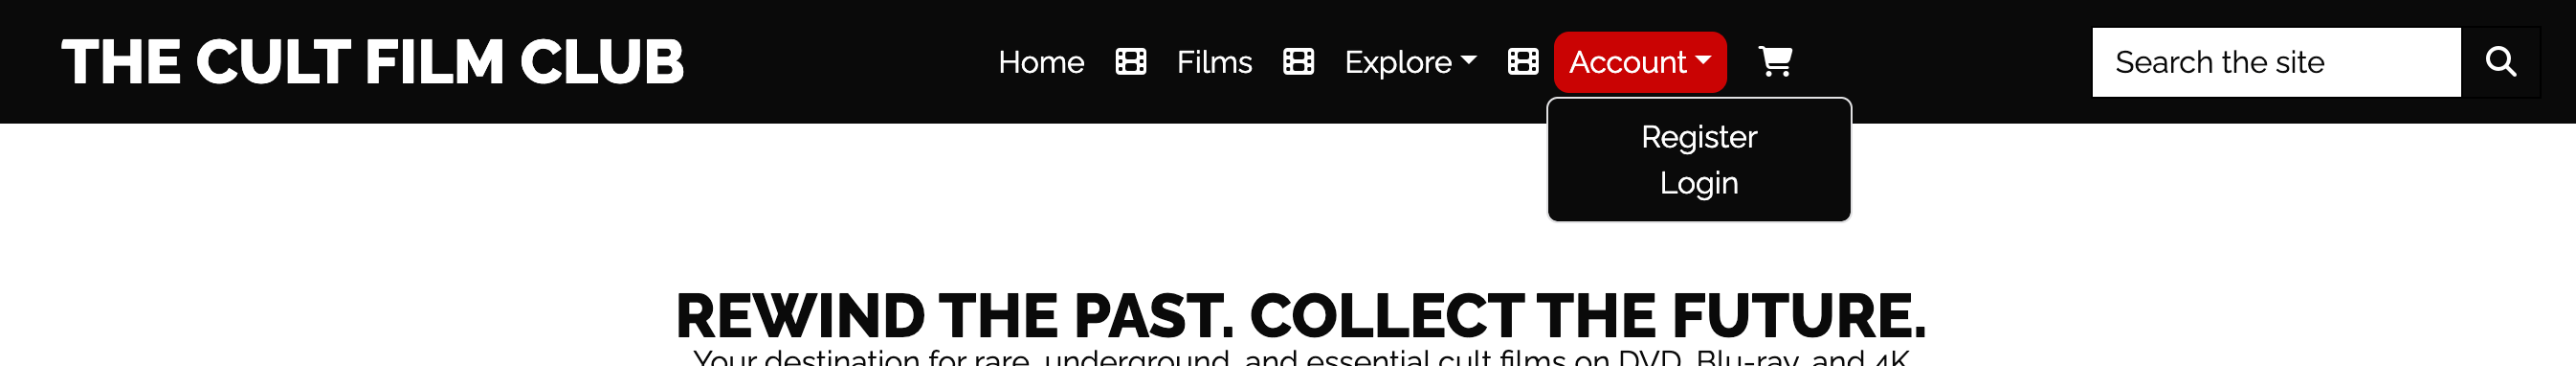 THE CULT FILM CLUB
Home Films Explore Account
Search the site
Register
Login
REWIND THE PAST. COLLECT THE FUTURE.
Your destination for rare, underground, and essential cult films on DVD, Blu-ray, and 4K